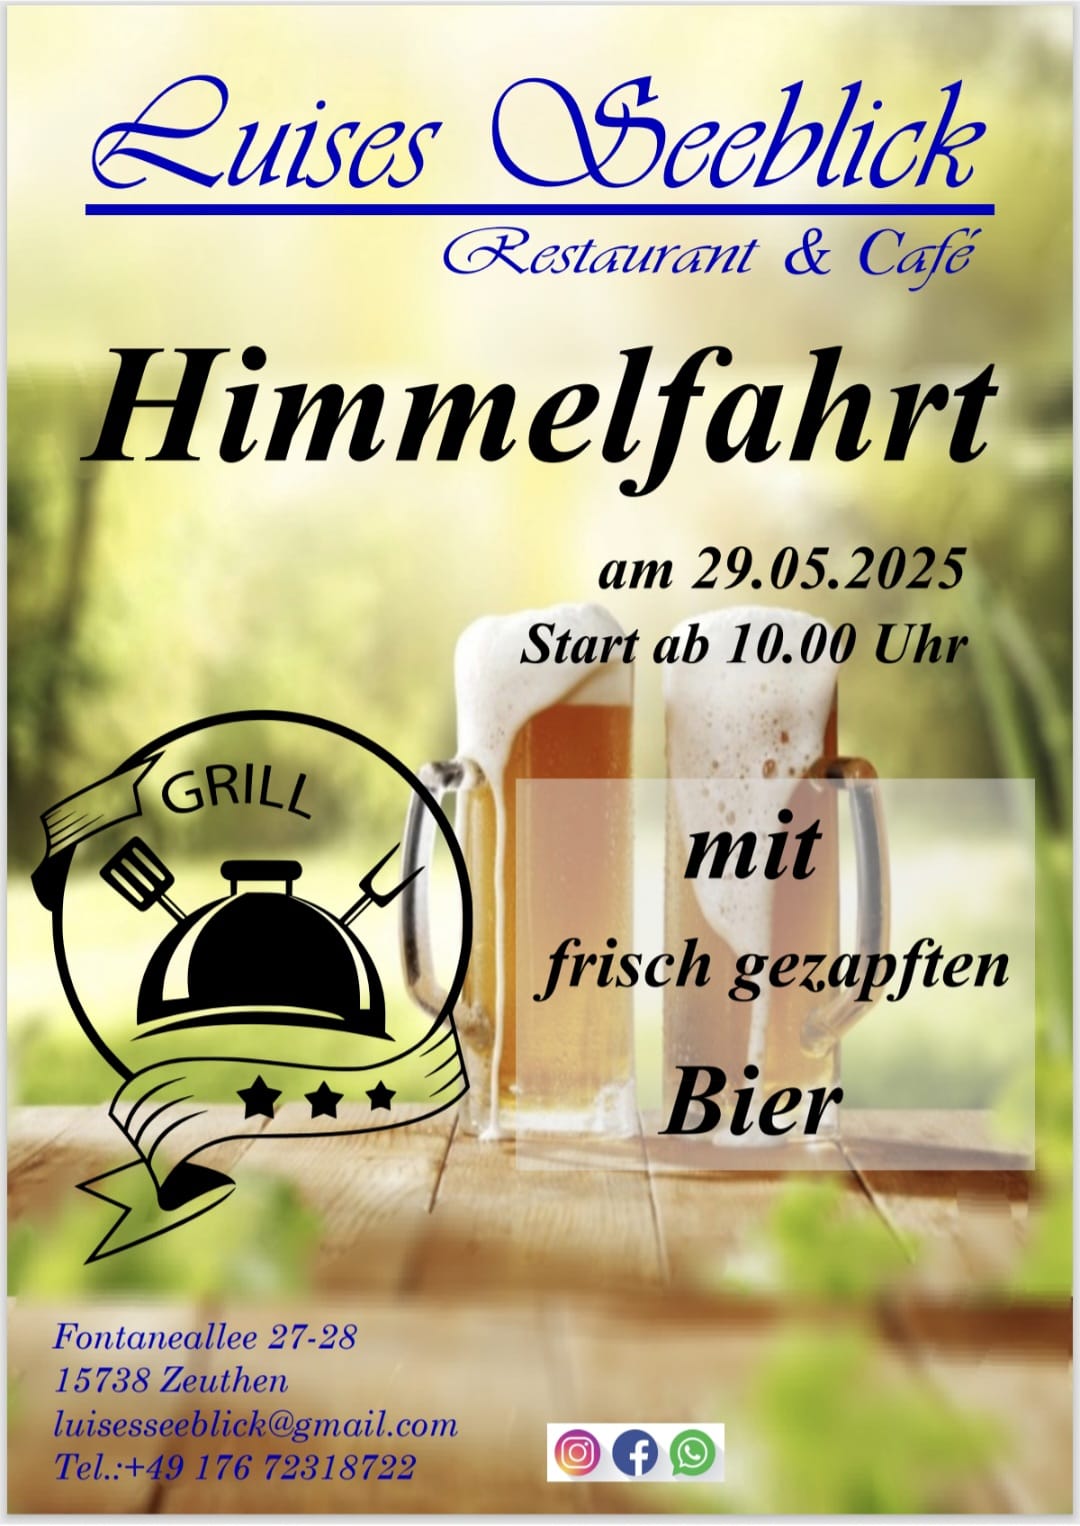 Luises Seeblick
Restaurant & Café
Himmelfahrt
am 29.05.2025
Start ab 10.00 Uhr
GRILL
mit
frisch gezapften
Bier
Fontaneallee 27-28
15738 Zeuthen
luisesseeblick@gmail.com
Tel.:+49 176 72318722